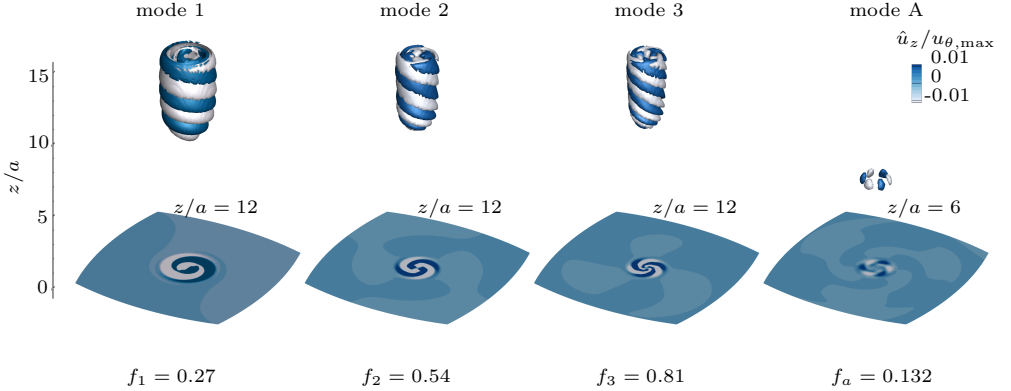 mode 1 mode 2 mode 3 mode A
û_z/u_θ,max
0.01
0
-0.01
15
10
5
0
z/a
z/a = 12 z/a = 12 z/a = 12 z/a = 6
f_1 = 0.27 f_2 = 0.54 f_3 = 0.81 f_a = 0.132